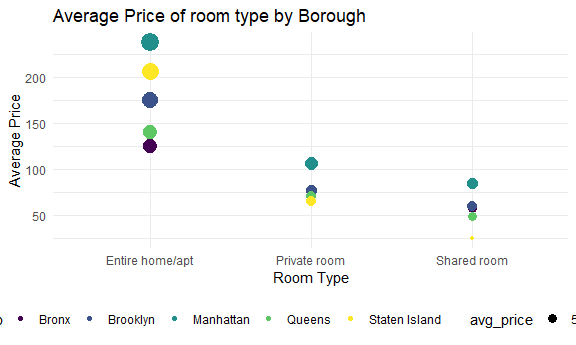 Average Price of room type by Borough
Average Price
200
150
100
50
Entire home/apt Private room Shared room
Room Type
Bronx Brooklyn Manhattan Queens Staten Island avg_price